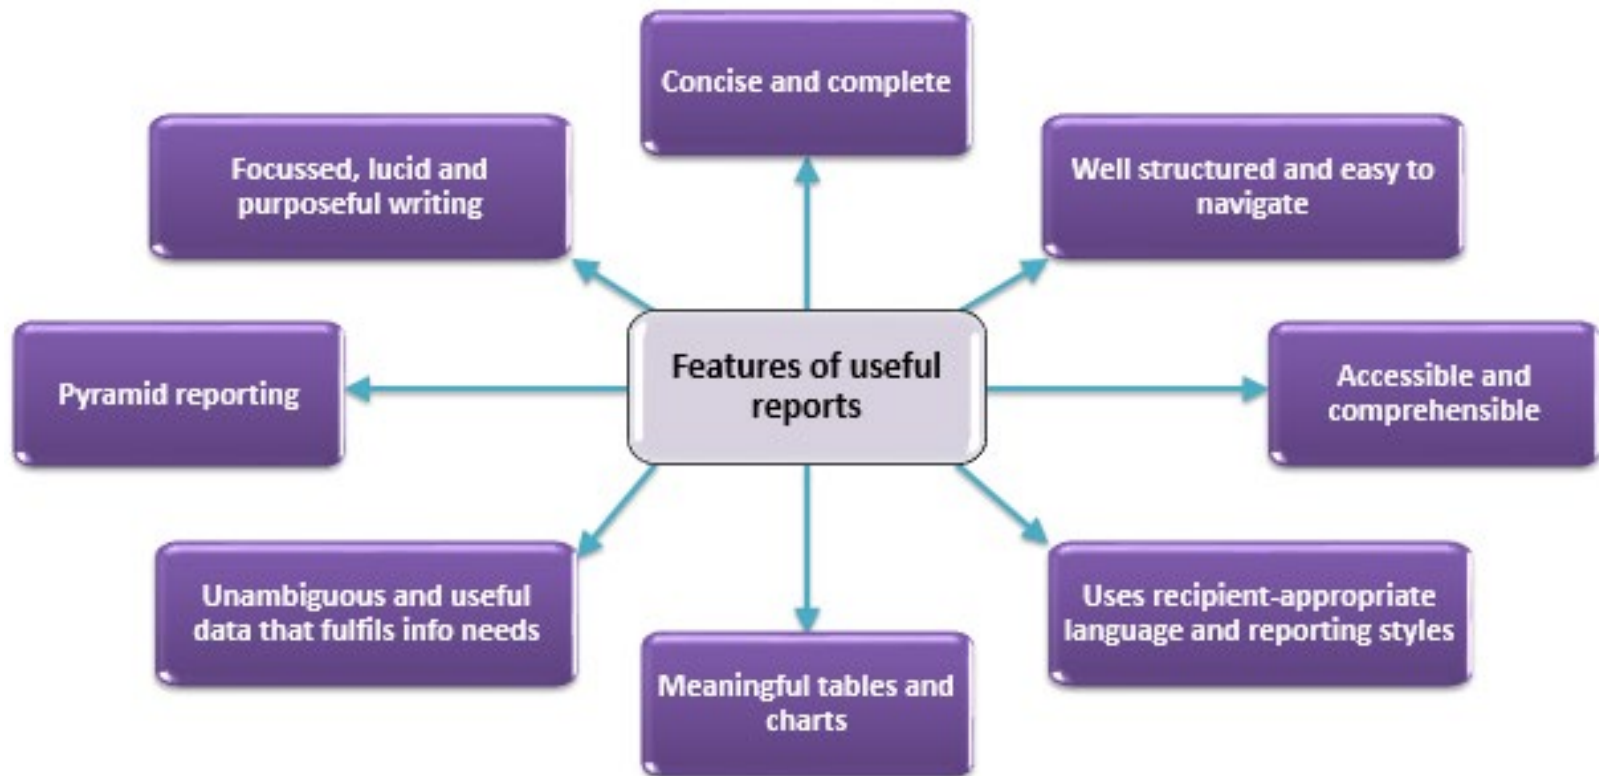 Concise and complete
Focussed, lucid and
purposeful writing
Well structured and easy to
navigate
Pyramid reporting
Features of useful
reports
Accessible and
comprehensible
Unambiguous and useful
data that fulfils info needs
Meaningful tables and
charts
Uses recipient-appropriate
language and reporting styles